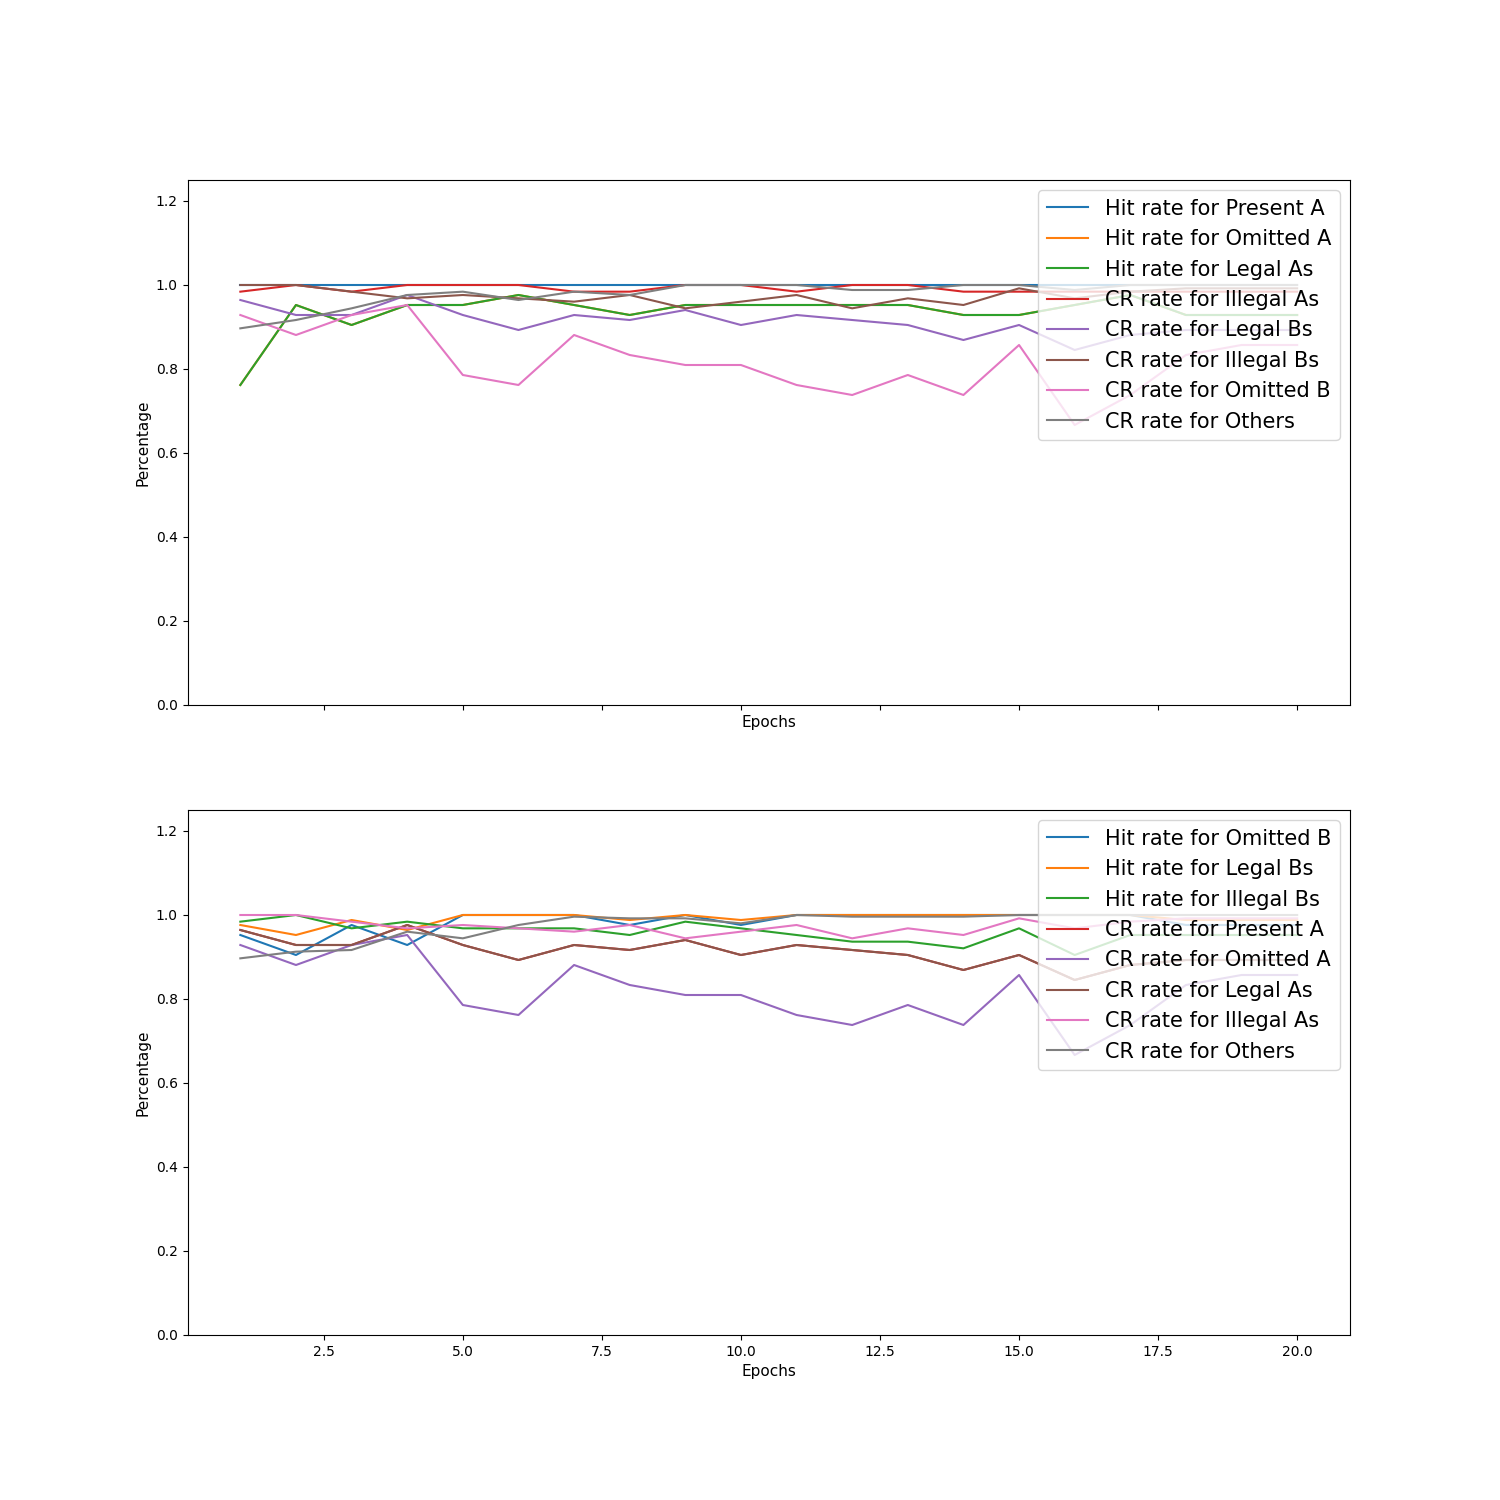 1.2
1.0
0.8
0.6
0.4
0.2
0.0
Percentage
Hit rate for Present A
Hit rate for Omitted A
Hit rate for Legal As
CR rate for Illegal As
CR rate for Legal Bs
CR rate for Illegal Bs
CR rate for Omitted B
CR rate for Others
Epochs
1.2
1.0
0.8
0.6
0.4
0.2
0.0
Percentage
Hit rate for Omitted B
Hit rate for Legal Bs
Hit rate for Illegal Bs
CR rate for Present A
CR rate for Omitted A
CR rate for Legal As
CR rate for Illegal As
CR rate for Others
2.5 5.0 7.5 10.0 12.5 15.0 17.5 20.0
Epochs